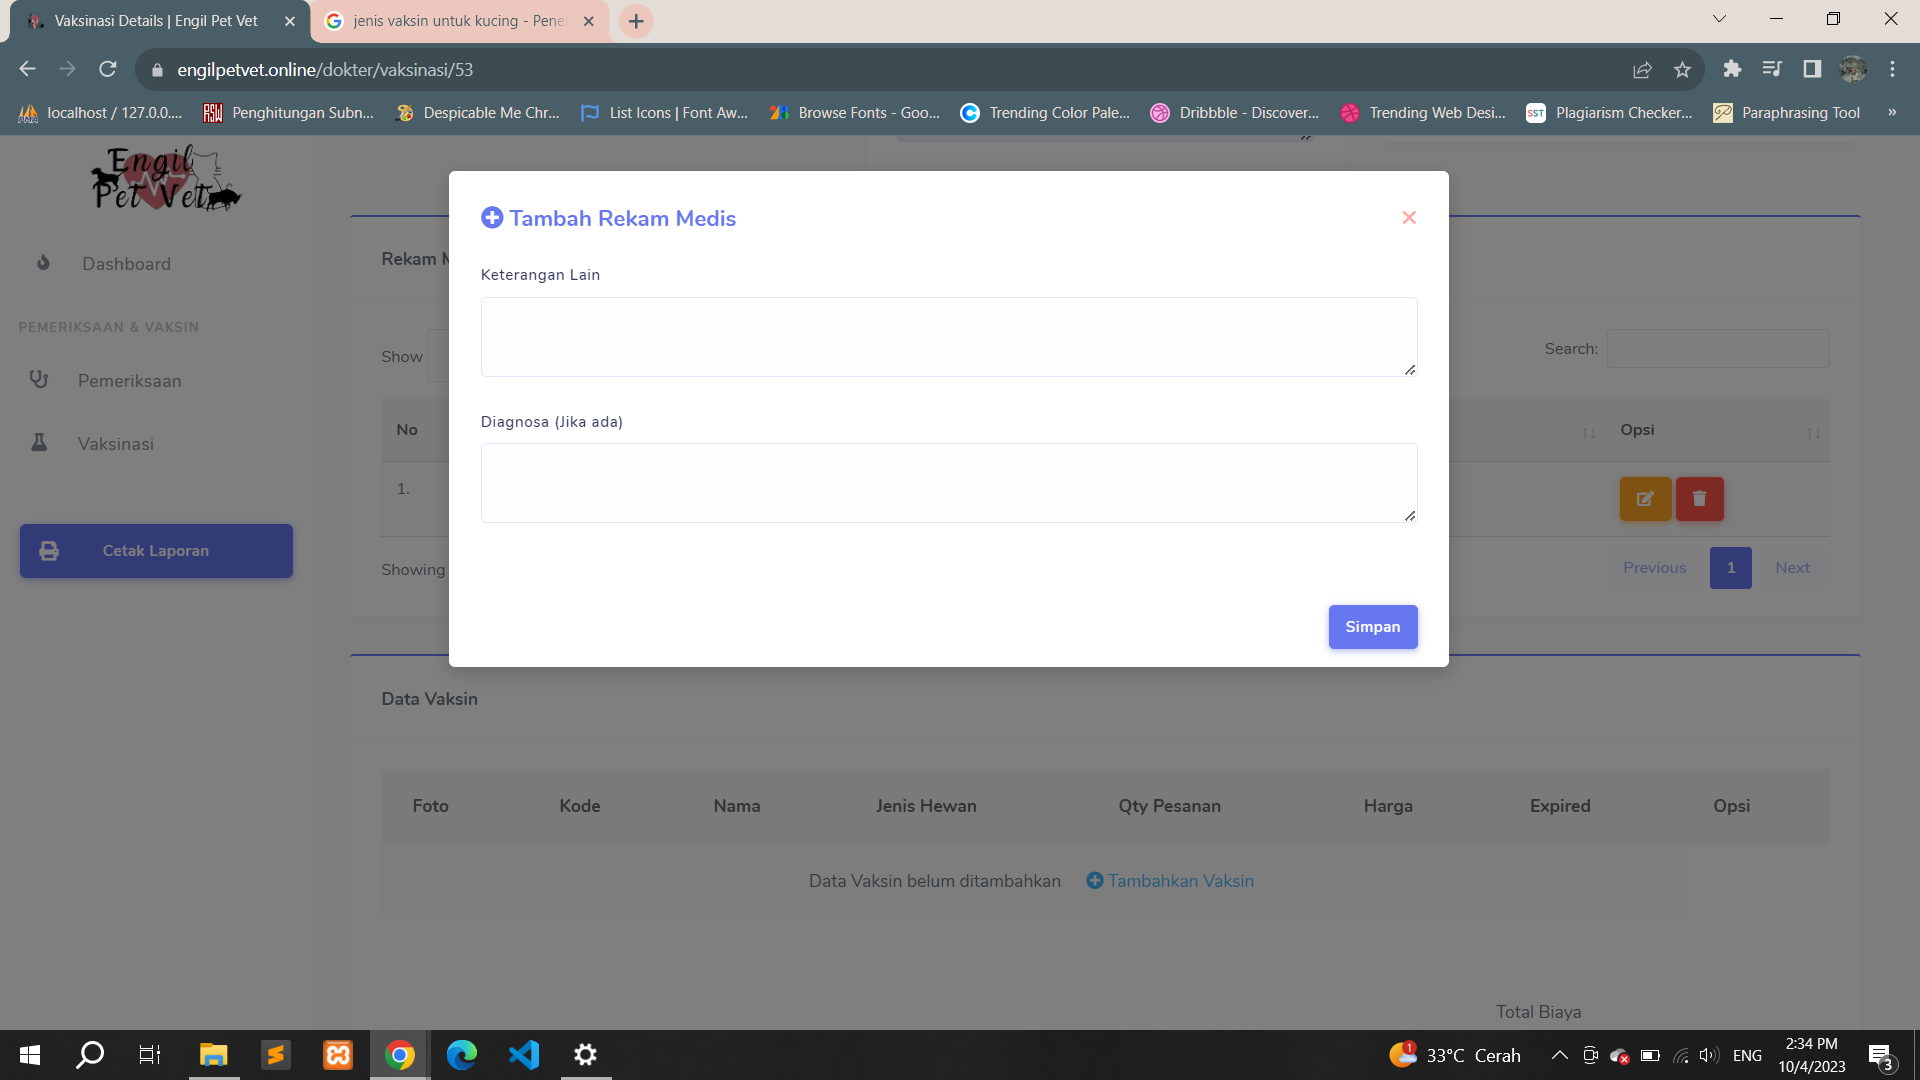 Vaksinasi Details | Engil Pet Vet
jenis vaksin untuk kucing - Pene
engilpetvet.online/dokter/vaksinasi/53
localhost / 127.0.0....
Penghitungan Subn...
Despicable Me Chr...
List Icons | Font Aw...
Browse Fonts - Goo...
Trending Color Pale...
Dribbble - Discover...
Trending Web Desi...
SST
Plagiarism Checker...
Paraphrasing Tool
»
Engil
Pet Vet
Dashboard
PEMERIKSAAN & VAKSIN
Pemeriksaan
Vaksinasi
Cetak Laporan
Rekam M
Show
Search:
No
Opsi
1.
Showing
Previous
1
Next
Tambah Rekam Medis
Keterangan Lain
Diagnosa (Jika ada)
Simpan
Data Vaksin
Foto
Kode
Nama
Jenis Hewan
Qty Pesanan
Harga
Expired
Opsi
Data Vaksin belum ditambahkan
Tambahkan Vaksin
Total Biaya
1
33°C Cerah
ENG
2:34 PM
10/4/2023
3